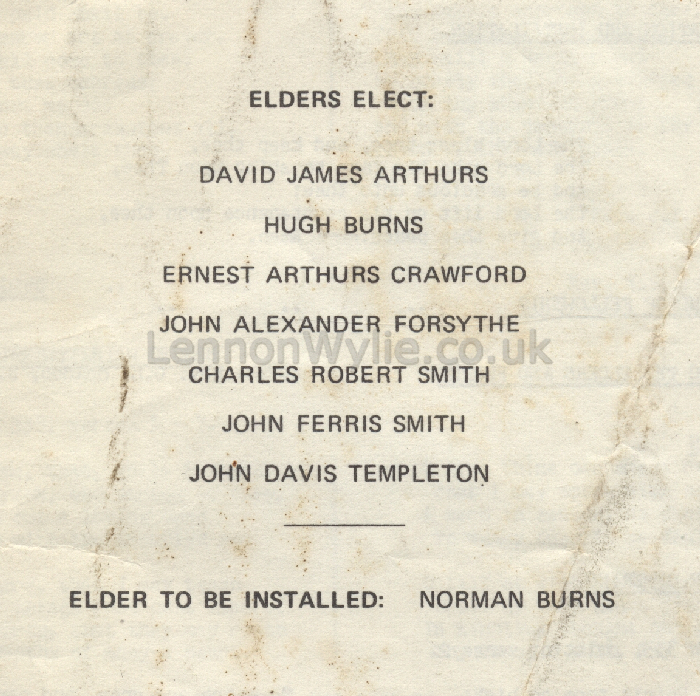 ELDERS ELECT:
DAVID JAMES ARTHURS
HUGH BURNS
ERNEST ARTHURS CRAWFORD
JOHN ALEXANDER FORSYTHE
LennonWylie.co.uk
CHARLES ROBERT SMITH
JOHN FERRIS SMITH
JOHN DAVIS TEMPLETON
ELDER TO BE INSTALLED: NORMAN BURNS